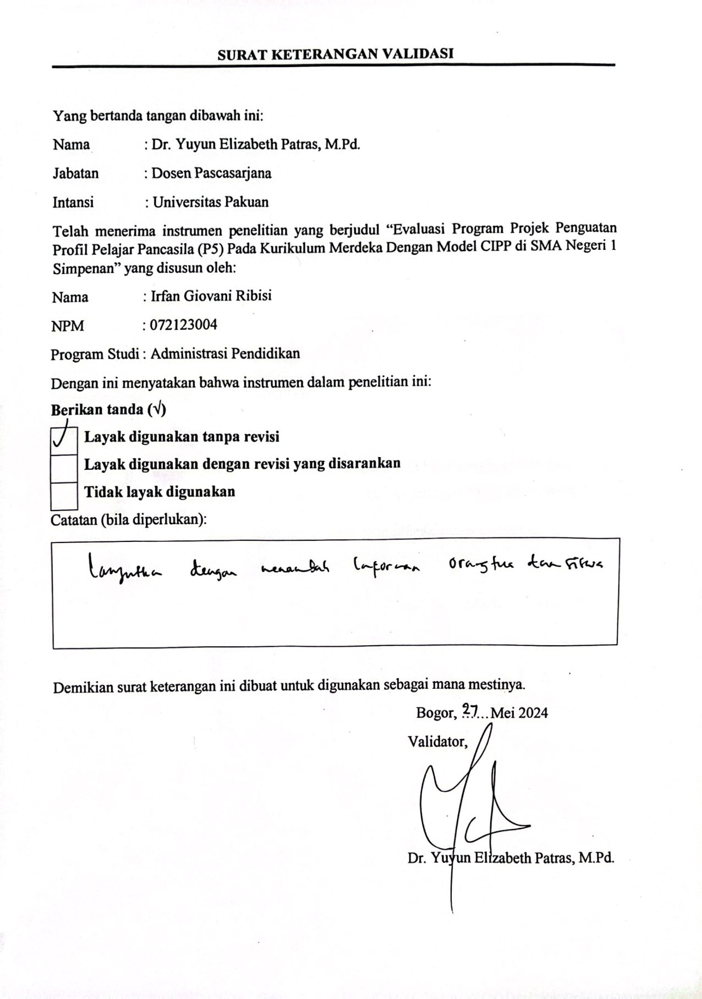 SURAT KETERANGAN VALIDASI
Yang bertanda tangan dibawah ini:
Nama : Dr. Yuyun Elizabeth Patras, M.Pd.
Jabatan : Dosen Pascasarjana
Intansi : Universitas Pakuan
Telah menerima instrumen penelitian yang berjudul “Evaluasi Program Projek Penguatan
Profil Pelajar Pancasila (P5) Pada Kurikulum Merdeka Dengan Model CIPP di SMA Negeri 1
Simpenan” yang disusun oleh:
Nama : Irfan Giovani Ribisi
NPM : 072123004
Program Studi : Administrasi Pendidikan
Dengan ini menyatakan bahwa instrumen dalam penelitian ini:
Berikan tanda (√)
✓ Layak digunakan tanpa revisi
Layak digunakan dengan revisi yang disarankan
Tidak layak digunakan
Catatan (bila diperlukan):
dengan menambah orangtua dan siswa
Demikian surat keterangan ini dibuat untuk digunakan sebagai mana mestinya.
Bogor, 27...Mei 2024
Validator,
Dr. Yuyun Elizabeth Patras, M.Pd.